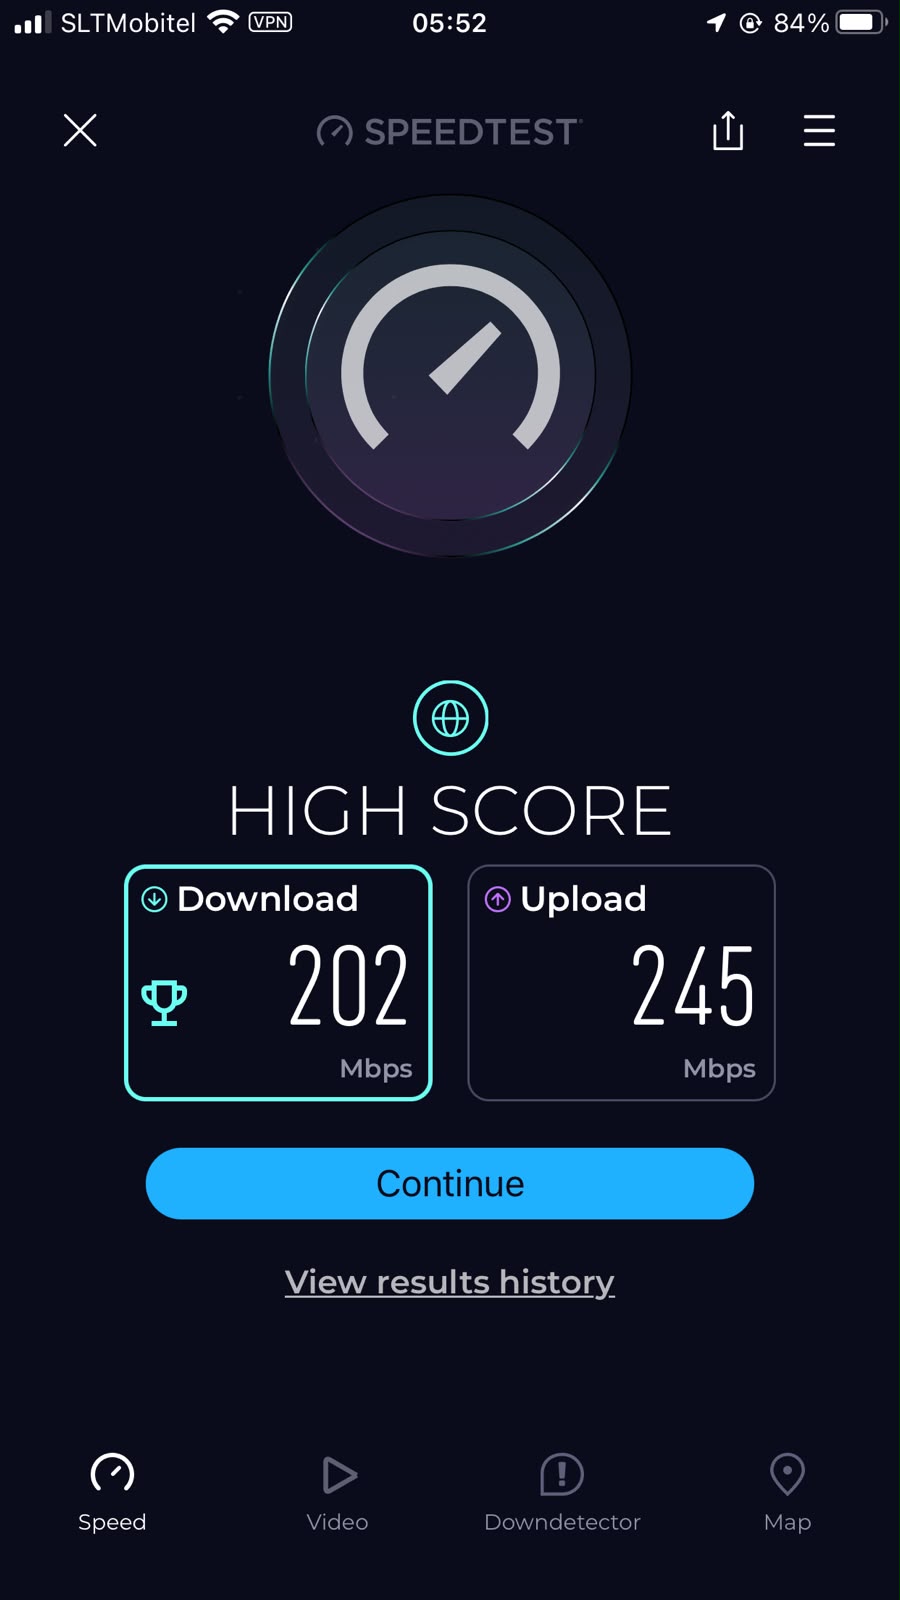 SLTMobitel VPN 05:52 84%
SPEEDTEST
HIGH SCORE
Download
202
Mbps
Upload
245
Mbps
Continue
View results history
Speed
Video
Downdetector
Map